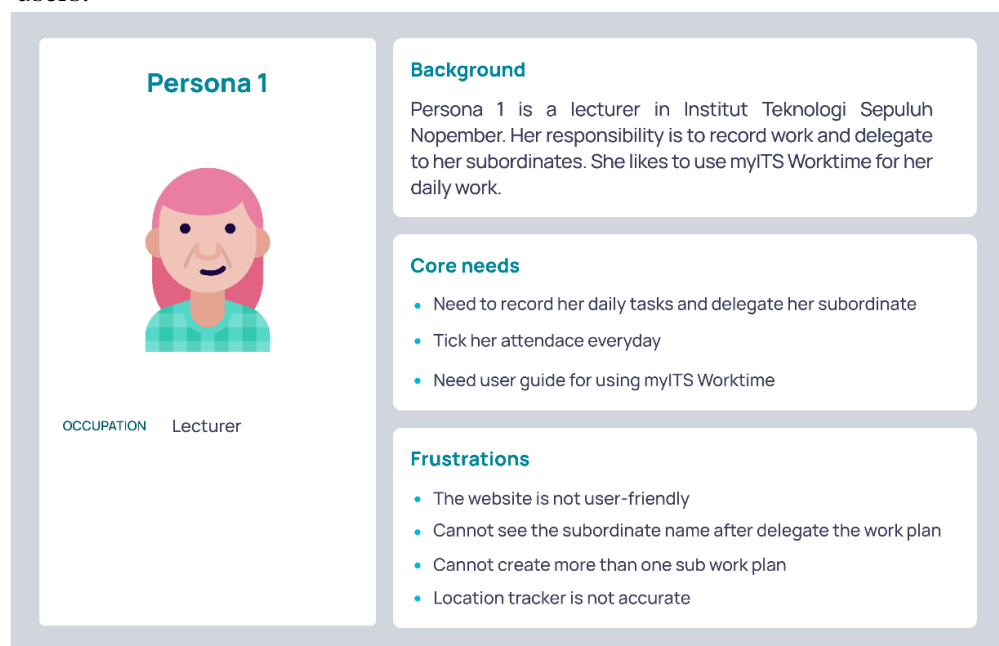 users.
Persona 1
OCCUPATION Lecturer
Background
Persona 1 is a lecturer in Institut Teknologi Sepuluh
Nopember. Her responsibility is to record work and delegate
to her subordinates. She likes to use myITS Worktime for her
daily work.
Core needs
• Need to record her daily tasks and delegate her subordinate
• Tick her attendace everyday
• Need user guide for using myITS Worktime
Frustrations
• The website is not user-friendly
• Cannot see the subordinate name after delegate the work plan
• Cannot create more than one sub work plan
• Location tracker is not accurate